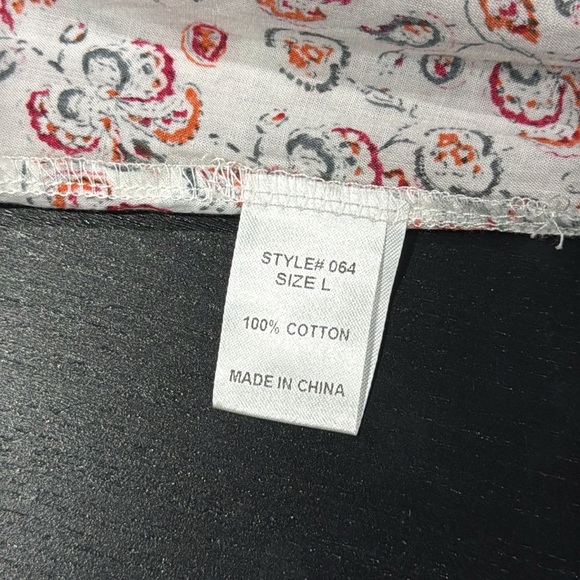 STYLE# 064
SIZE L
100% COTTON
MADE IN CHINA